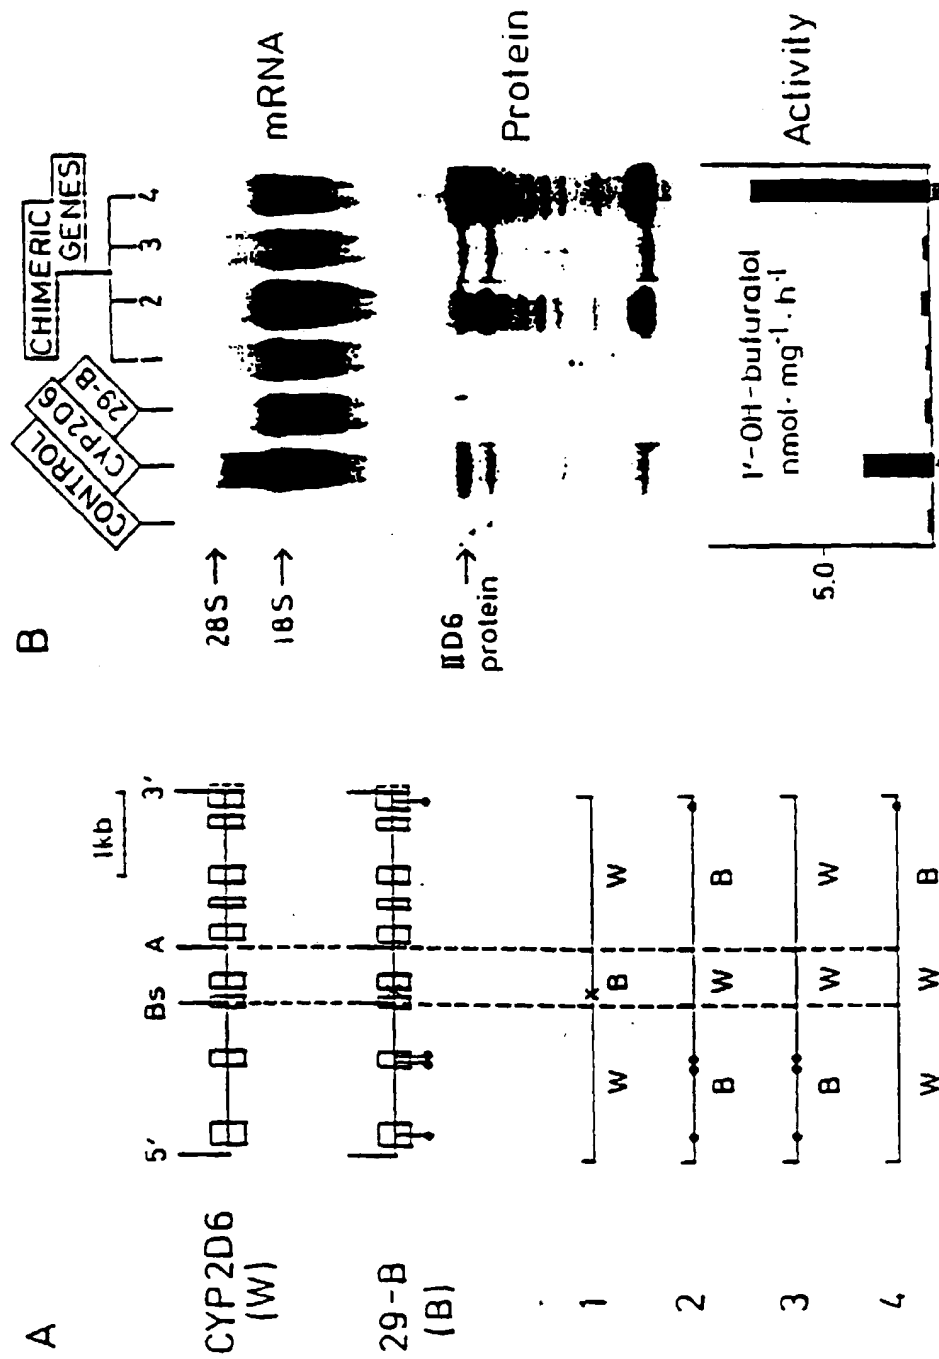 A
1kb
5'
Bs
A
3'
CYP2D6
(W)
29-B
(B)
1
W
B
W
2
B
W
B
3
B
W
W
4
W
W
B
B
CONTROL
CYP2D6
29-B
CHIMERIC
GENES
1
2
3
4
28S →
18S →
mRNA
IID6 →
protein
Protein
5.0
1'-OH-bufuralol
nmol·mg⁻¹·h⁻¹
Activity